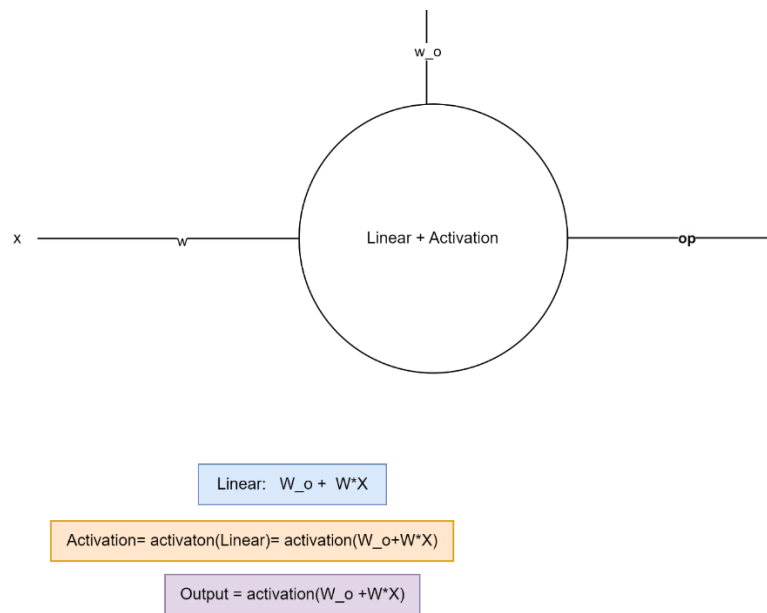 w_o
x
w
Linear + Activation
op
Linear: W_o + W*X
Activation= activaton(Linear)= activation(W_o+W*X)
Output = activation(W_o +W*X)